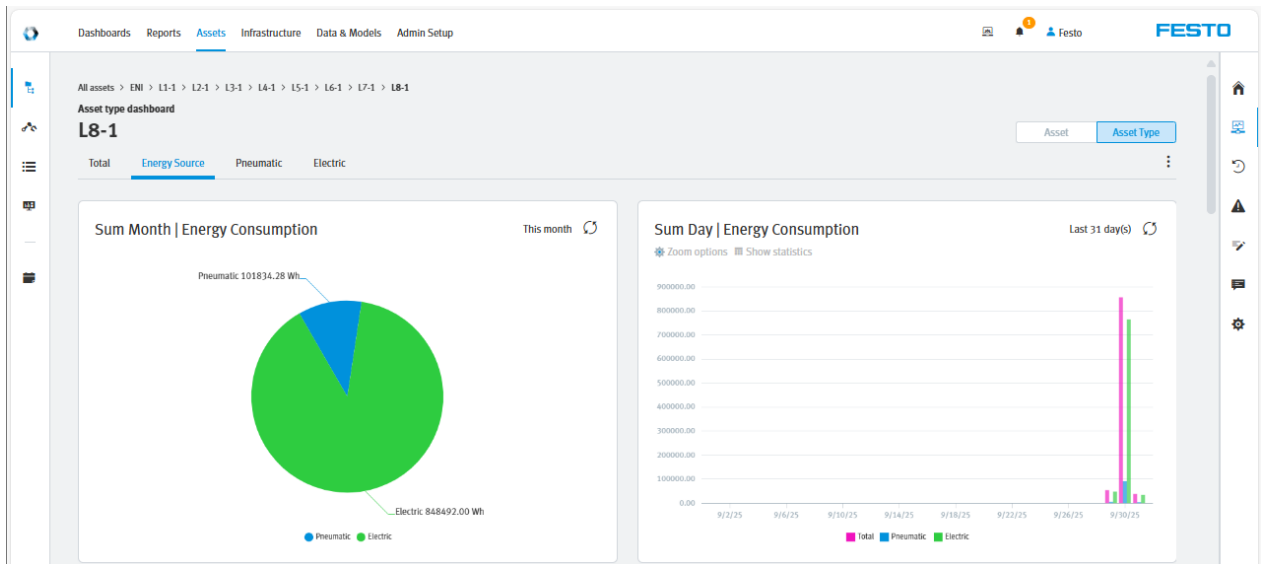 Dashboards Reports Assets Infrastructure Data & Models Admin Setup
1
Festo
FESTO
All assets > ENI > L1-1 > L2-1 > L3-1 > L4-1 > L5-1 > L6-1 > L7-1 > L8-1
Asset type dashboard
L8-1
Asset Asset Type
Total Energy Source Pneumatic Electric
Sum Month | Energy Consumption
This month
Pneumatic 101834.28 Wh
Electric 848492.00 Wh
Pneumatic Electric
Sum Day | Energy Consumption
Last 31 day(s)
Zoom options Show statistics
900000.00
800000.00
700000.00
600000.00
500000.00
400000.00
300000.00
200000.00
100000.00
0.00
9/2/25 9/6/25 9/10/25 9/14/25 9/18/25 9/22/25 9/26/25 9/30/25
Total Pneumatic Electric